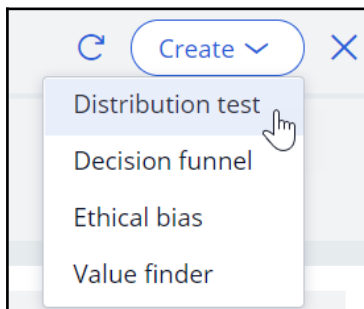 Create
Distribution test
Decision funnel
Ethical bias
Value finder